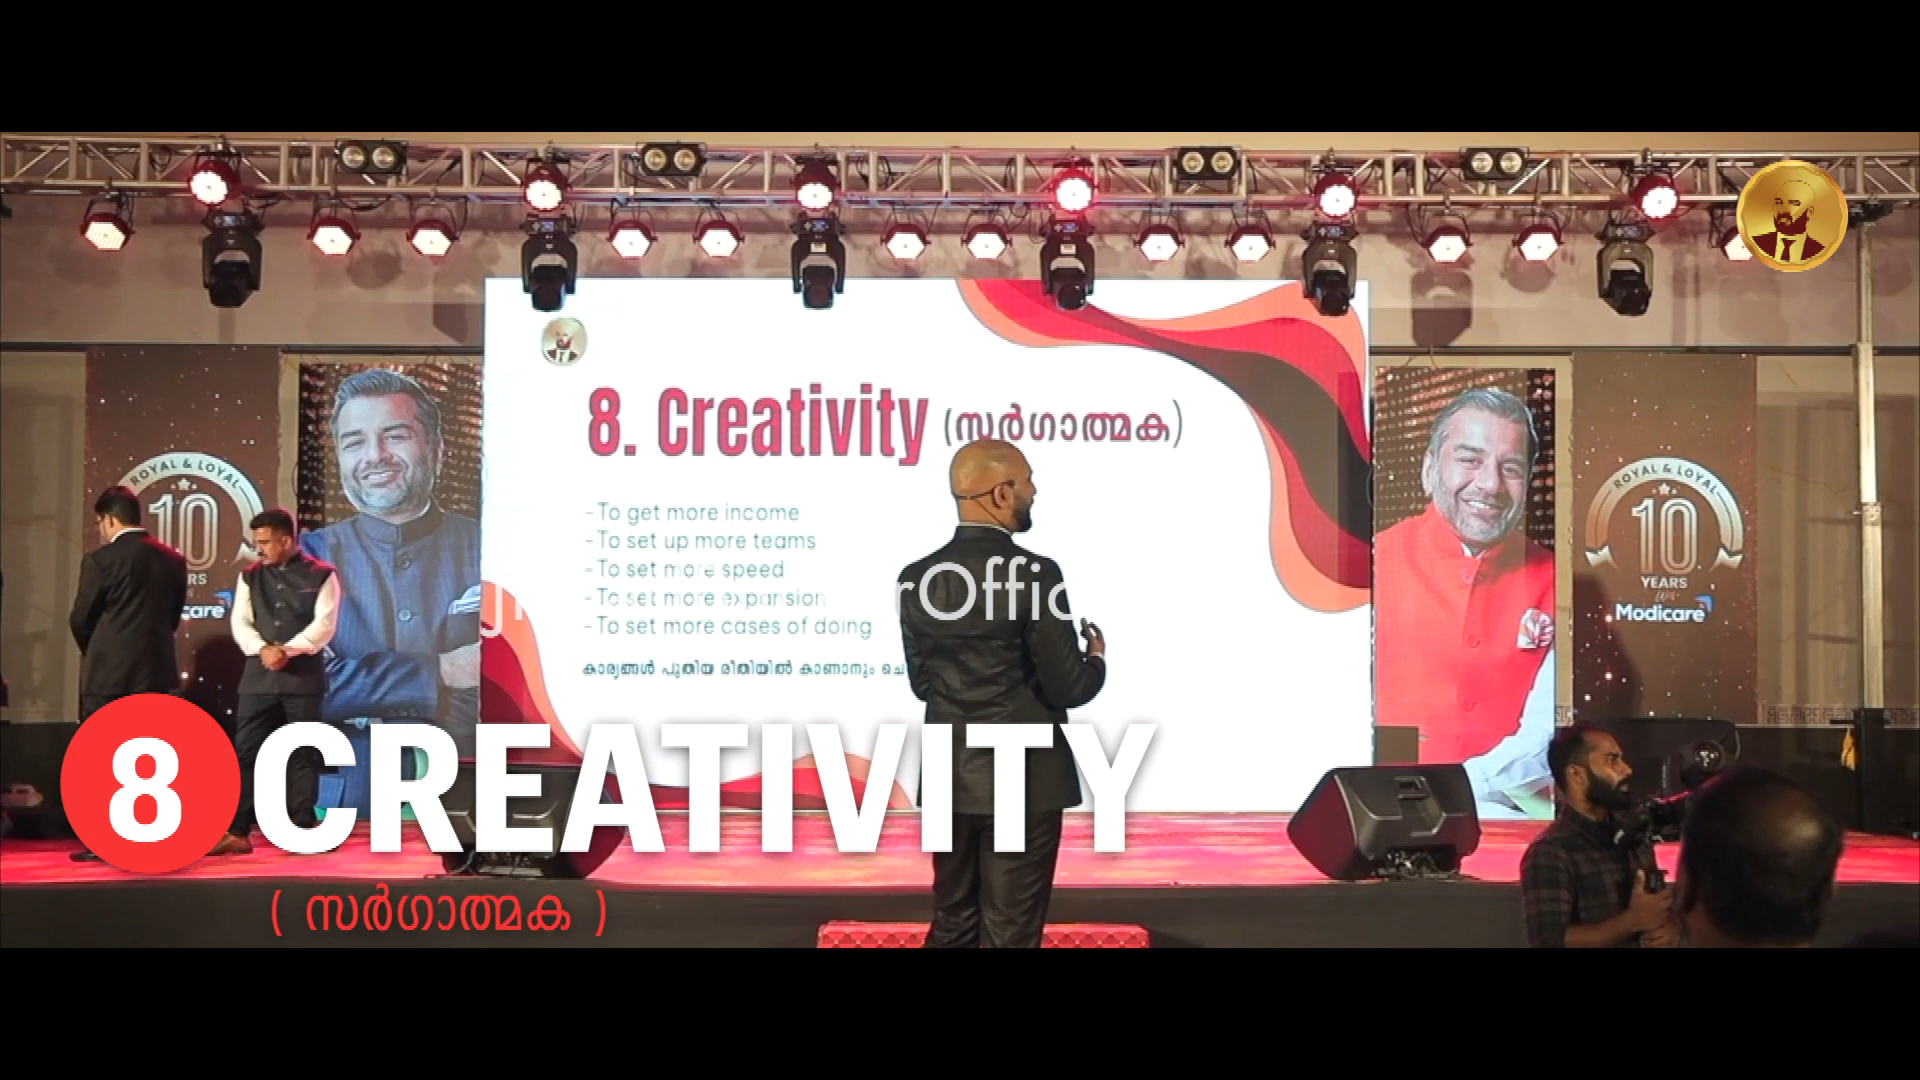 8. Creativity (സർഗാത്മക)
- To get more income
- To set up more teams
- To set more speed
- To set more expansion
- To set more cases of doing
കാര്യങ്ങൾ പുതിയ രീതിയിൽ കാണാനും ചെ
rOffic
ROYAL & LOYAL
10
ROYAL & LOYAL
10
YEARS
With
Modicare
8 CREATIVITY
( സർഗാത്മക )